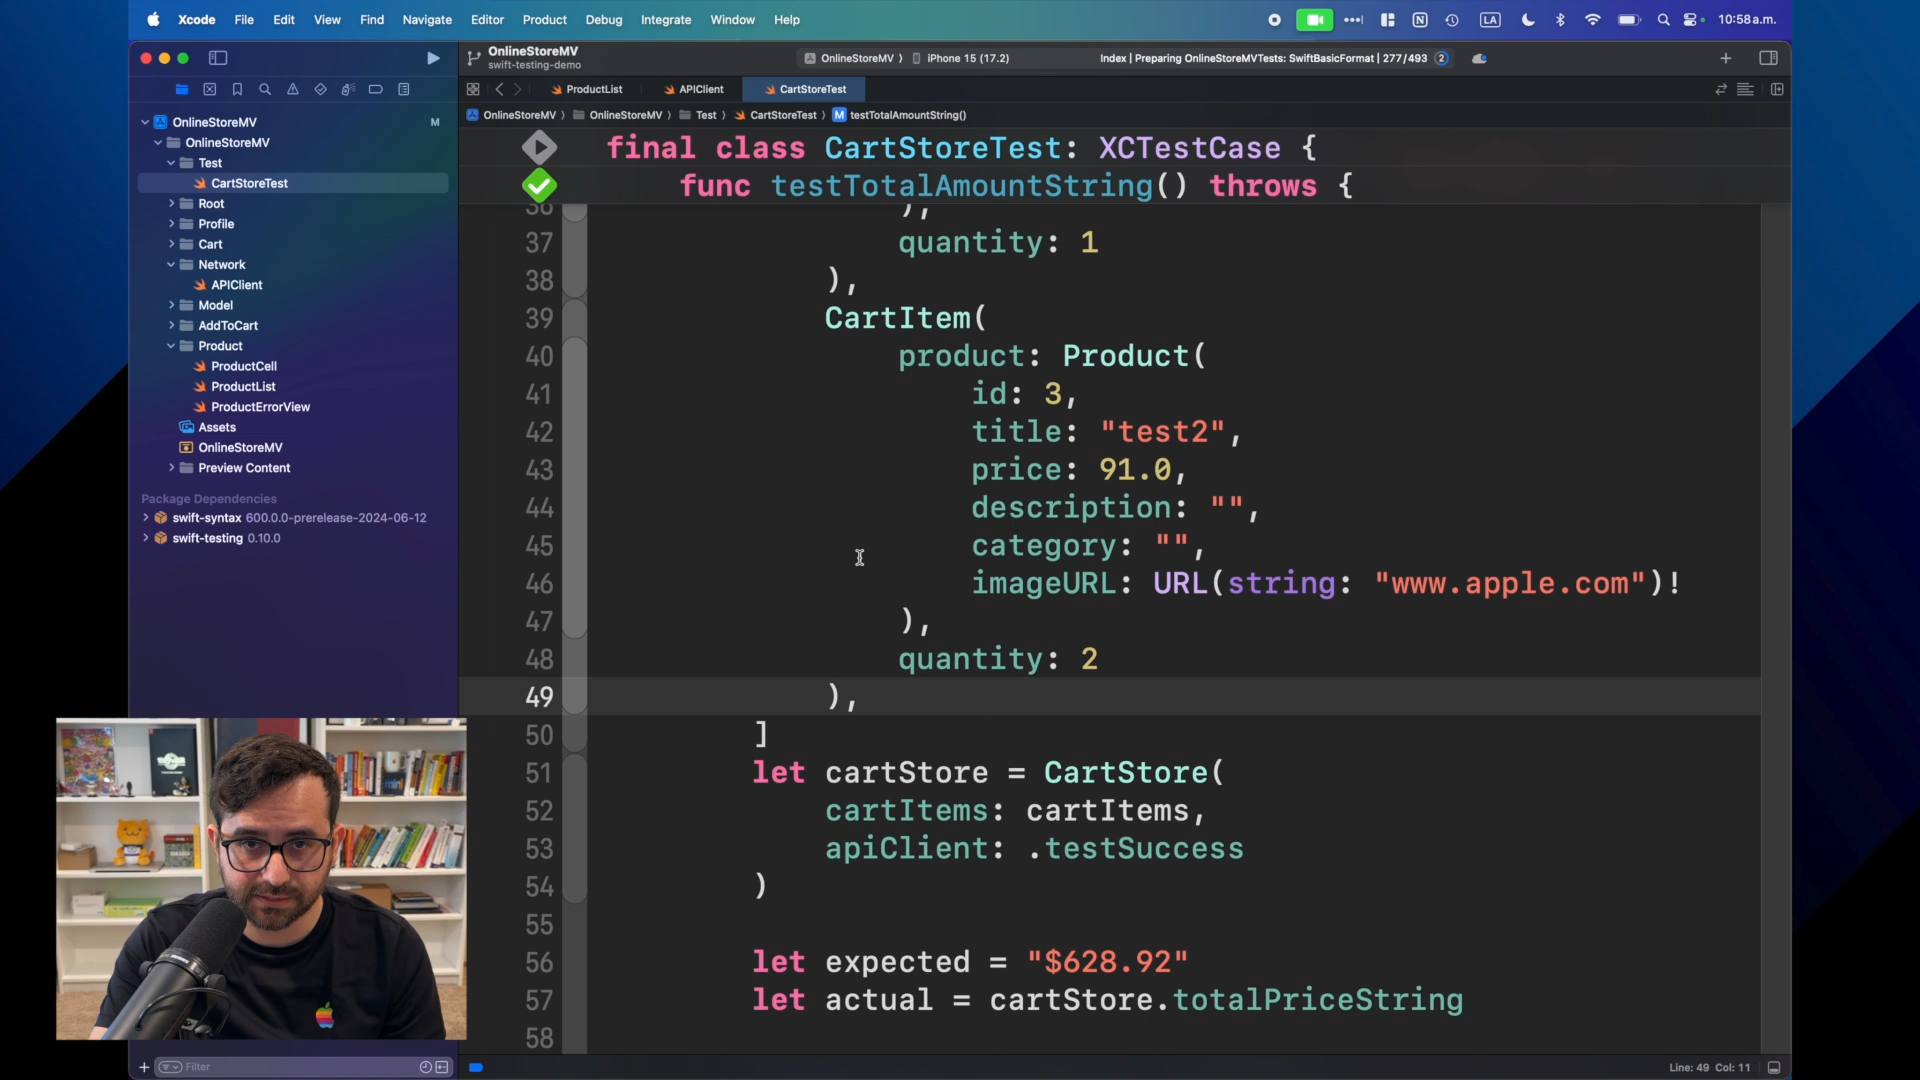 Xcode File Edit View Find Navigate Editor Product Debug Integrate Window Help
LA
10:58 a.m.
OnlineStoreMV
swift-testing-demo
OnlineStoreMV 〉 iPhone 15 (17.2)
Index | Preparing OnlineStoreMVTests: SwiftBasicFormat | 277/493 2
ProductList
APIClient
CartStoreTest
OnlineStoreMV 〉 OnlineStoreMV 〉 Test 〉 CartStoreTest 〉 M testTotalAmountString()
OnlineStoreMV M
OnlineStoreMV
Test
CartStoreTest
Root
Profile
Cart
Network
APIClient
Model
AddToCart
Product
ProductCell
ProductList
ProductErrorView
Assets
OnlineStoreMV
Preview Content
Package Dependencies
swift-syntax 600.0.0-prerelease-2024-06-12
swift-testing 0.10.0
Filter
final class CartStoreTest: XCTestCase {
func testTotalAmountString() throws {
36 ),
37 quantity: 1
38 ),
39 CartItem(
40 product: Product(
41 id: 3,
42 title: "test2",
43 price: 91.0,
44 description: "",
45 category: "",
46 imageURL: URL(string: "www.apple.com")!
47 ),
48 quantity: 2
49 ),
50 ]
51 let cartStore = CartStore(
52 cartItems: cartItems,
53 apiClient: .testSuccess
54 )
55
56 let expected = "$628.92"
57 let actual = cartStore.totalPriceString
58
Line: 49 Col: 11